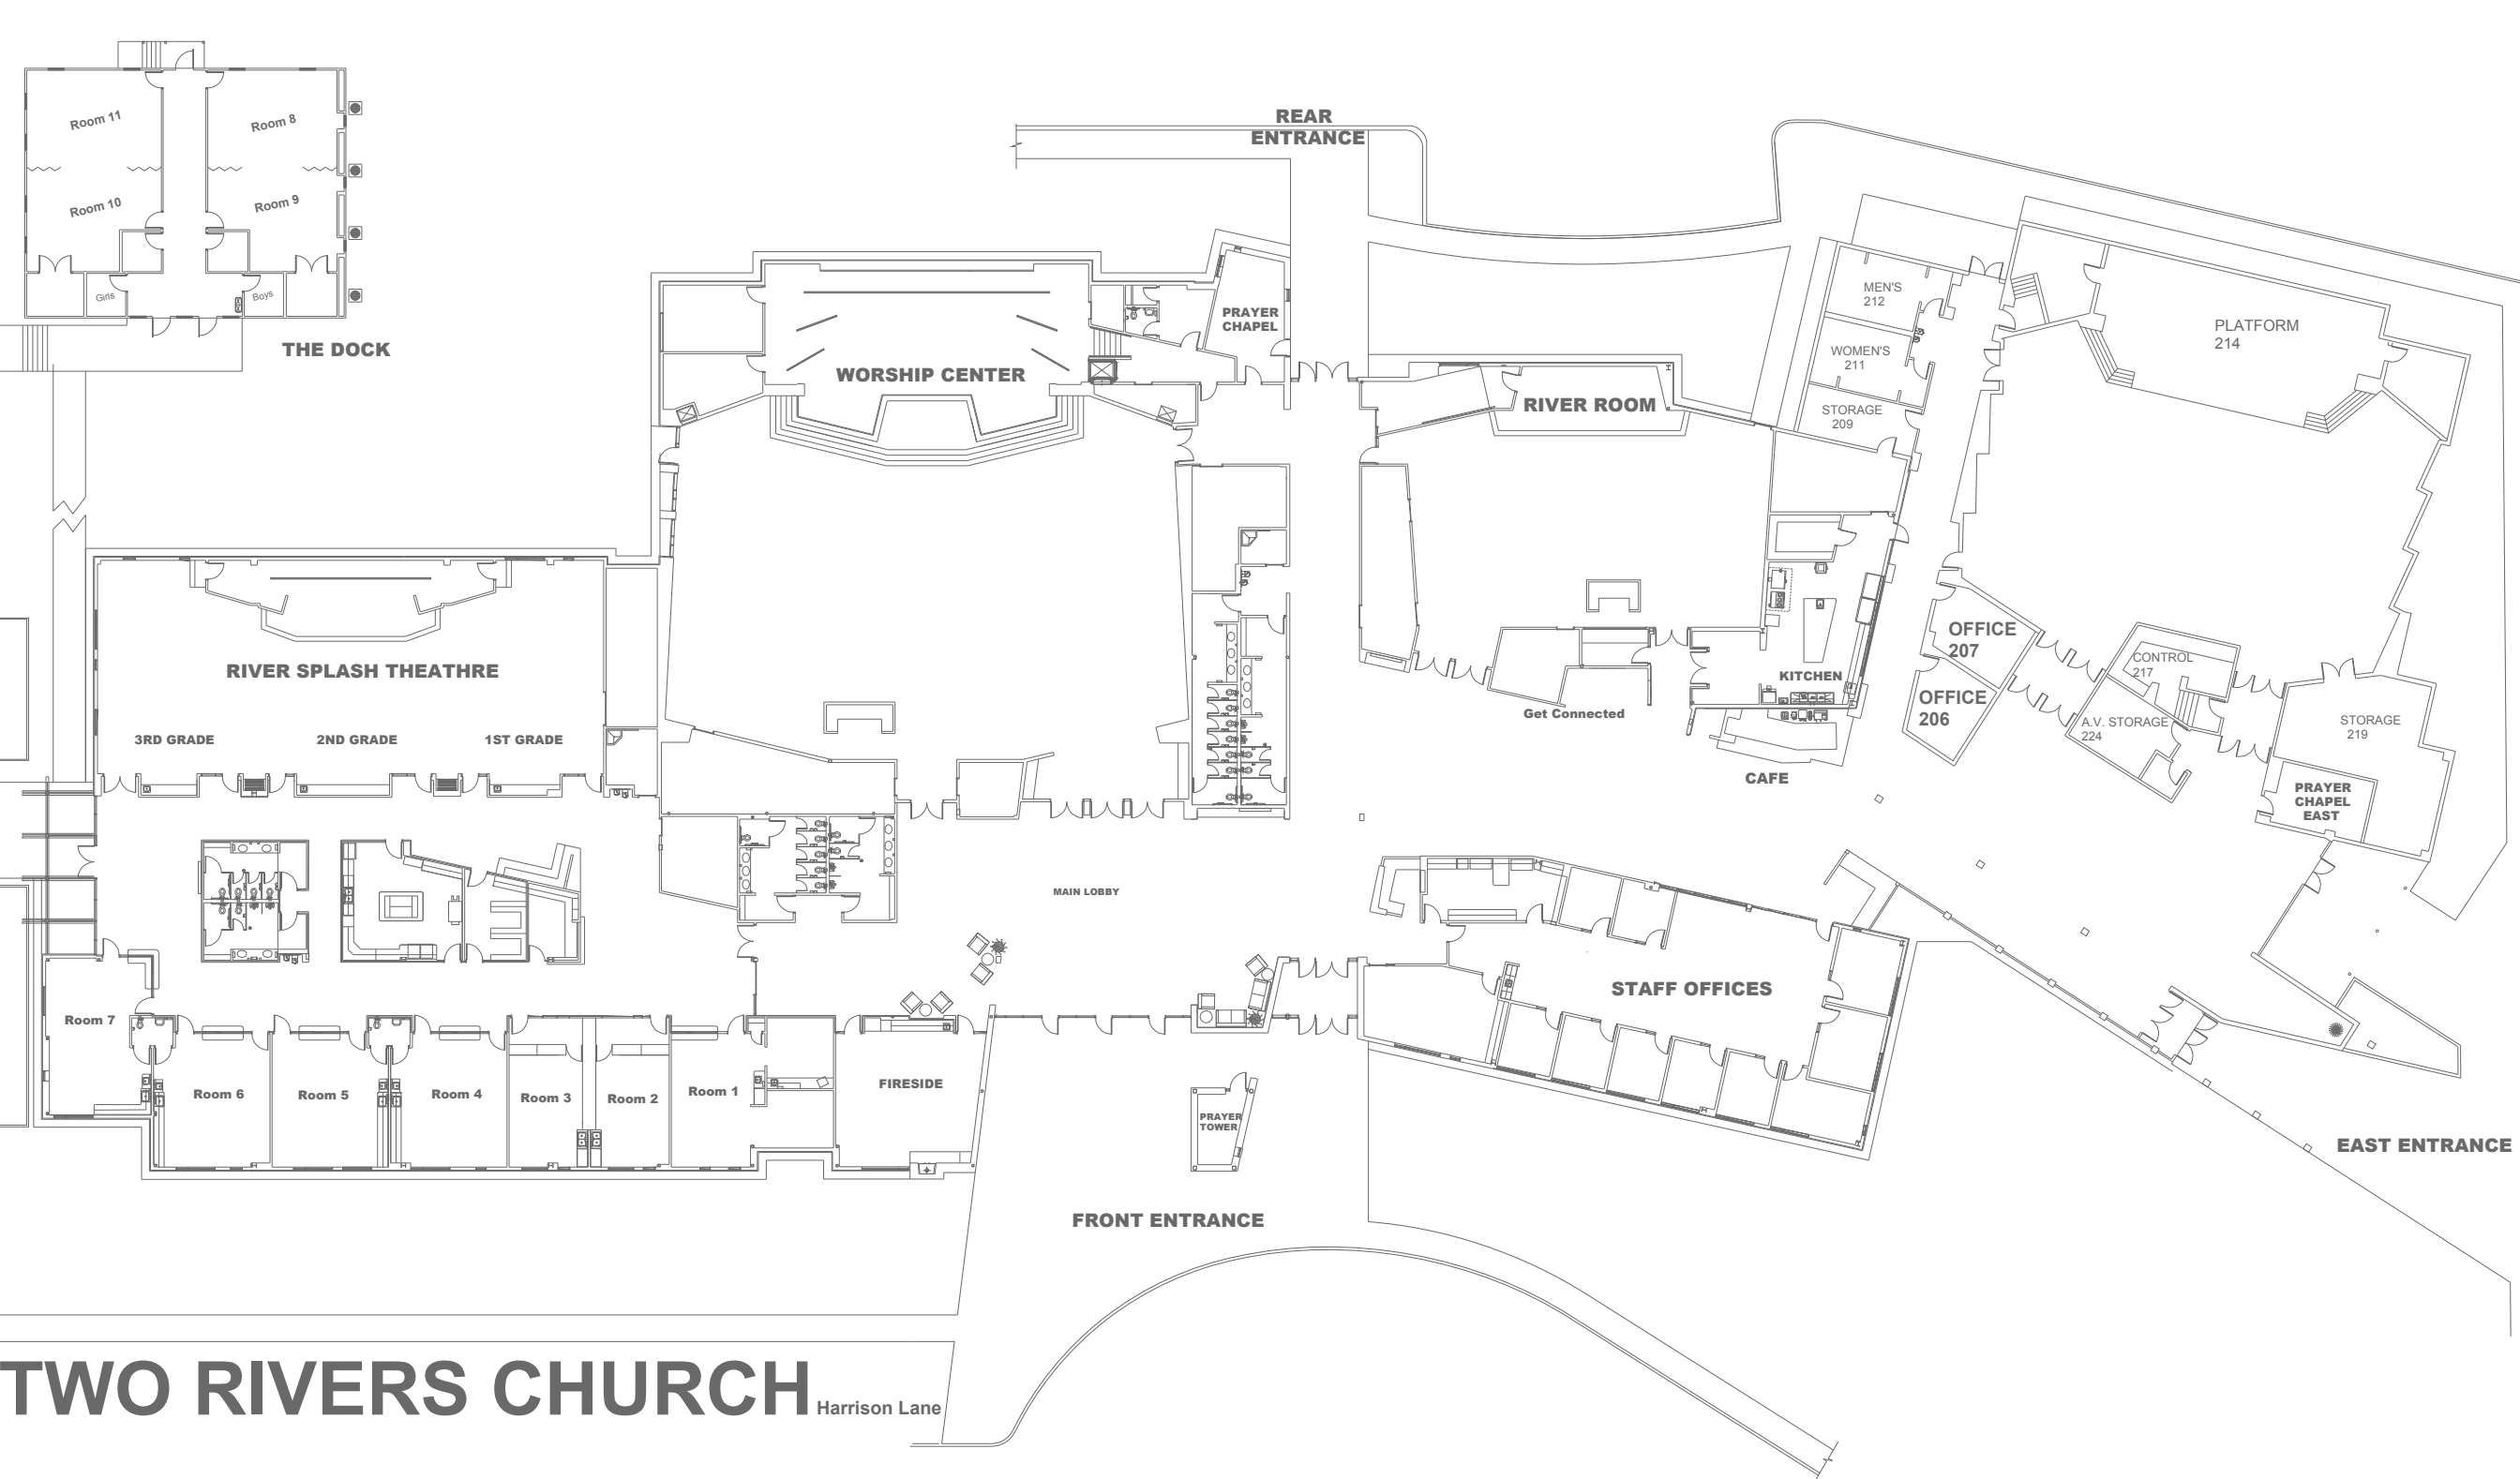 REAR
ENTRANCE
Room 11
Room 8
Room 10
Room 9
Girls
Boys
THE DOCK
PRAYER
CHAPEL
WORSHIP CENTER
RIVER ROOM
MEN'S
212
WOMEN'S
211
STORAGE
209
PLATFORM
214
RIVER SPLASH THEATHRE
3RD GRADE
2ND GRADE
1ST GRADE
Get Connected
KITCHEN
CAFE
OFFICE
207
OFFICE
206
CONTROL
217
A.V. STORAGE
224
STORAGE
219
PRAYER
CHAPEL
EAST
MAIN LOBBY
STAFF OFFICES
Room 7
Room 6
Room 5
Room 4
Room 3
Room 2
Room 1
FIRESIDE
PRAYER
TOWER
EAST ENTRANCE
FRONT ENTRANCE
TWO RIVERS CHURCH
Harrison Lane